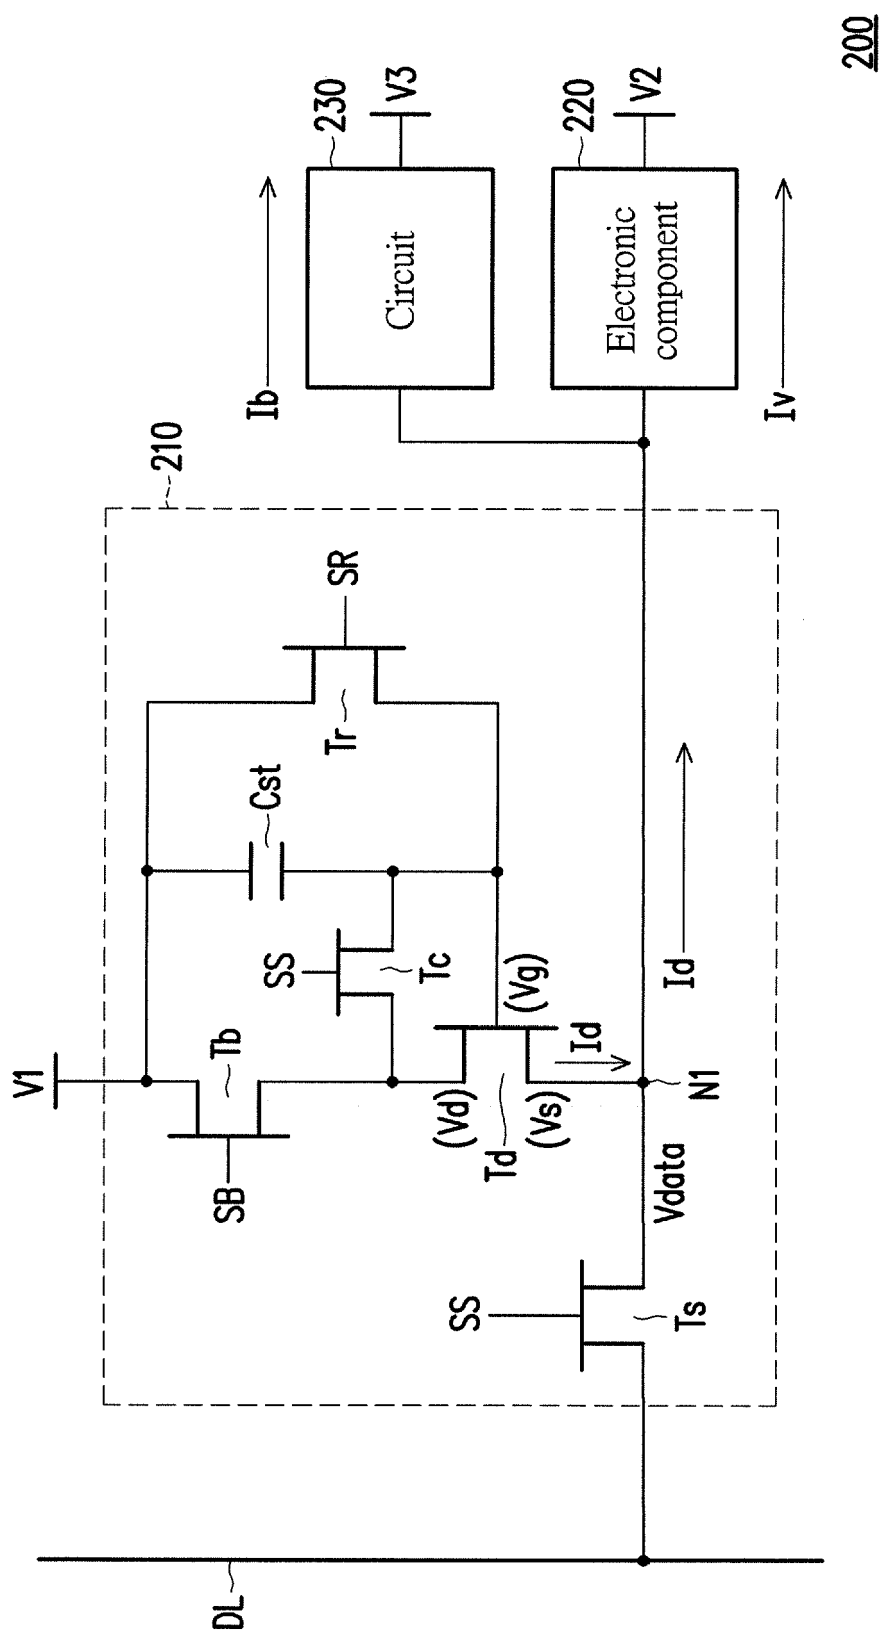 200
V1
210
SB
Tb
SS
Tc
Cst
Tr
SR
(Vd)
Td
(Vs)
(Vg)
Id
N1
Id
Vdata
SS
Ts
DL
Ib
230
Circuit
V3
220
Electronic
component
V2
Iv